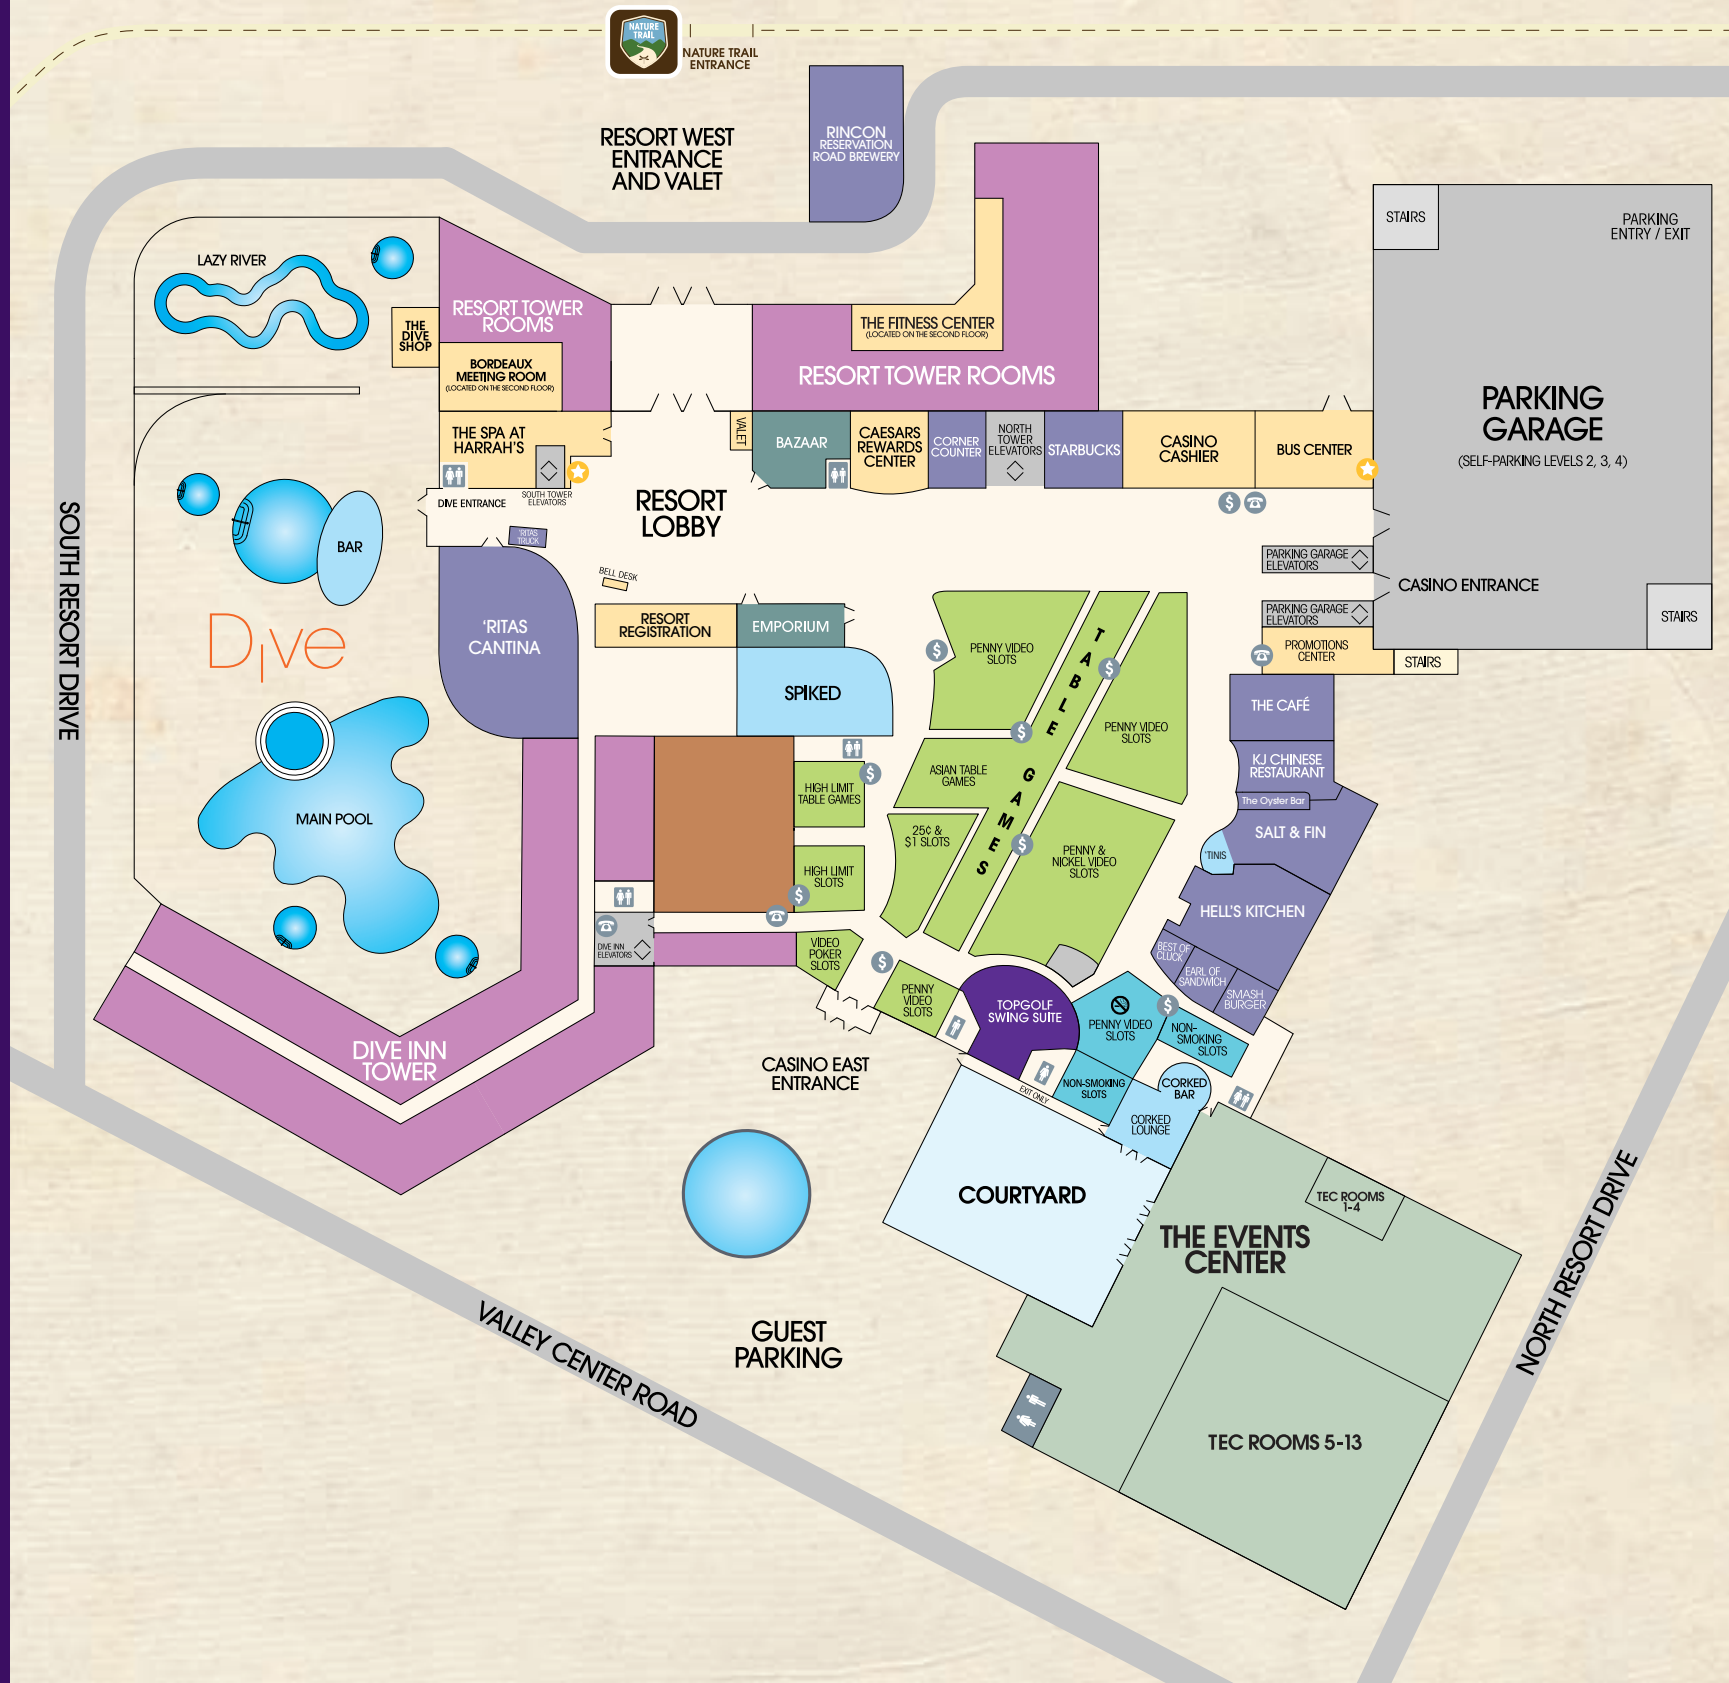 NATURE
TRAIL
NATURE TRAIL
ENTRANCE
RESORT WEST
ENTRANCE
AND VALET
RINCON
RESERVATION
ROAD BREWERY
STAIRS
PARKING
ENTRY / EXIT
LAZY RIVER
THE
DIVE
SHOP
RESORT TOWER
ROOMS
BORDEAUX
MEETING ROOM
(LOCATED ON THE SECOND FLOOR)
THE FITNESS CENTER
(LOCATED ON THE SECOND FLOOR)
RESORT TOWER ROOMS
PARKING
GARAGE
(SELF-PARKING LEVELS 2, 3, 4)
THE SPA AT
HARRAH'S
SOUTH TOWER
ELEVATORS
VALET
BAZAAR
CAESARS
REWARDS
CENTER
CORNER
COUNTER
NORTH
TOWER
ELEVATORS
STARBUCKS
CASINO
CASHIER
BUS CENTER
DIVE ENTRANCE
'RITAS
TRUCK
RESORT
LOBBY
SOUTH RESORT DRIVE
BAR
Dive
BELL DESK
'RITAS
CANTINA
RESORT
REGISTRATION
EMPORIUM
SPIKED
PARKING GARAGE
ELEVATORS
CASINO ENTRANCE
PARKING GARAGE
ELEVATORS
STAIRS
PROMOTIONS
CENTER
STAIRS
PENNY VIDEO
SLOTS
TABLE GAMES
PENNY VIDEO
SLOTS
ASIAN TABLE
GAMES
THE CAFÉ
KJ CHINESE
RESTAURANT
The Oyster Bar
SALT & FIN
'TINIS
HELL'S KITCHEN
BEST OF
CLUCK
EARL OF
SANDWICH
SMASH
BURGER
MAIN POOL
HIGH LIMIT
TABLE GAMES
25¢ &
$1 SLOTS
HIGH LIMIT
SLOTS
PENNY &
NICKEL VIDEO
SLOTS
DIVE INN
ELEVATORS
VIDEO
POKER
SLOTS
PENNY
VIDEO
SLOTS
TOPGOLF
SWING SUITE
PENNY VIDEO
SLOTS
NON-
SMOKING
SLOTS
NON-SMOKING
SLOTS
CORKED
BAR
CORKED
LOUNGE
EXIT ONLY
DIVE INN
TOWER
CASINO EAST
ENTRANCE
COURTYARD
THE EVENTS
CENTER
TEC ROOMS
1-4
TEC ROOMS 5-13
GUEST
PARKING
VALLEY CENTER ROAD
NORTH RESORT DRIVE